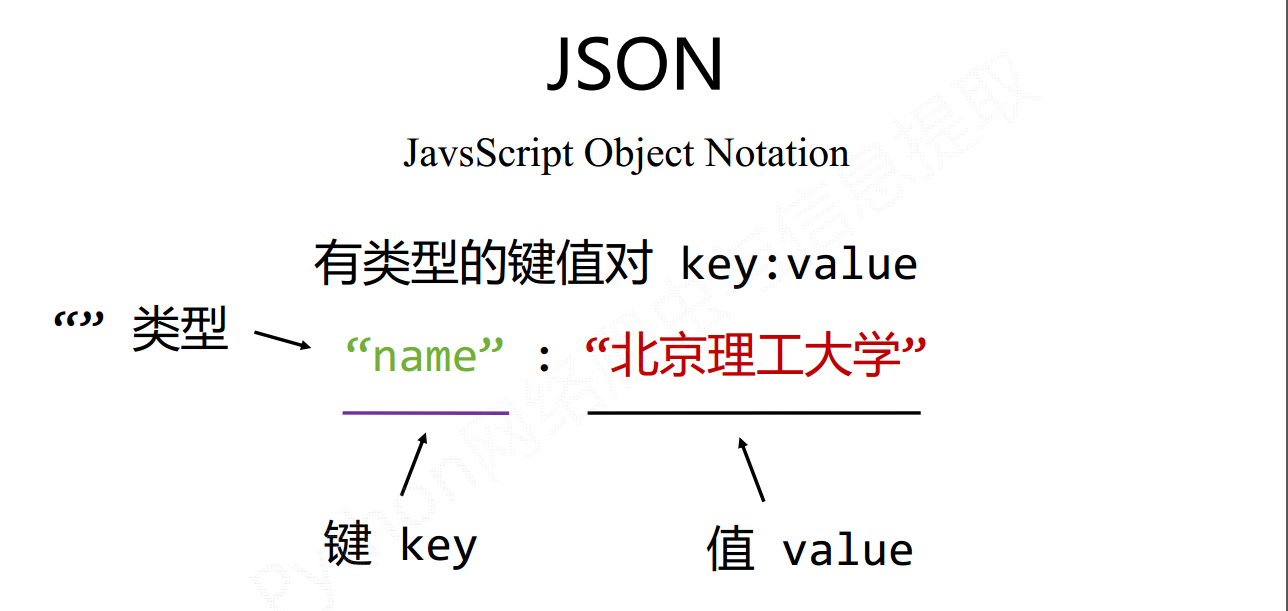 JSON
JavsScript Object Notation
有类型的键值对 key:value
“” 类型
“name” : “北京理工大学”
键 key
值 value
Python网络爬虫与信息提取